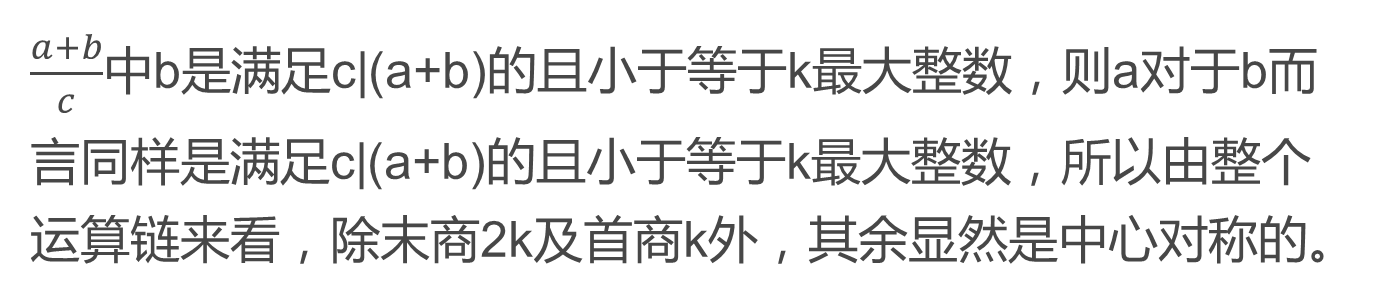 $\frac{a+b}{c}$中b是满足c|(a+b)的且小于等于k最大整数，则a对于b而
言同样是满足c|(a+b)的且小于等于k最大整数，所以由整个
运算链来看，除末商2k及首商k外，其余显然是中心对称的。